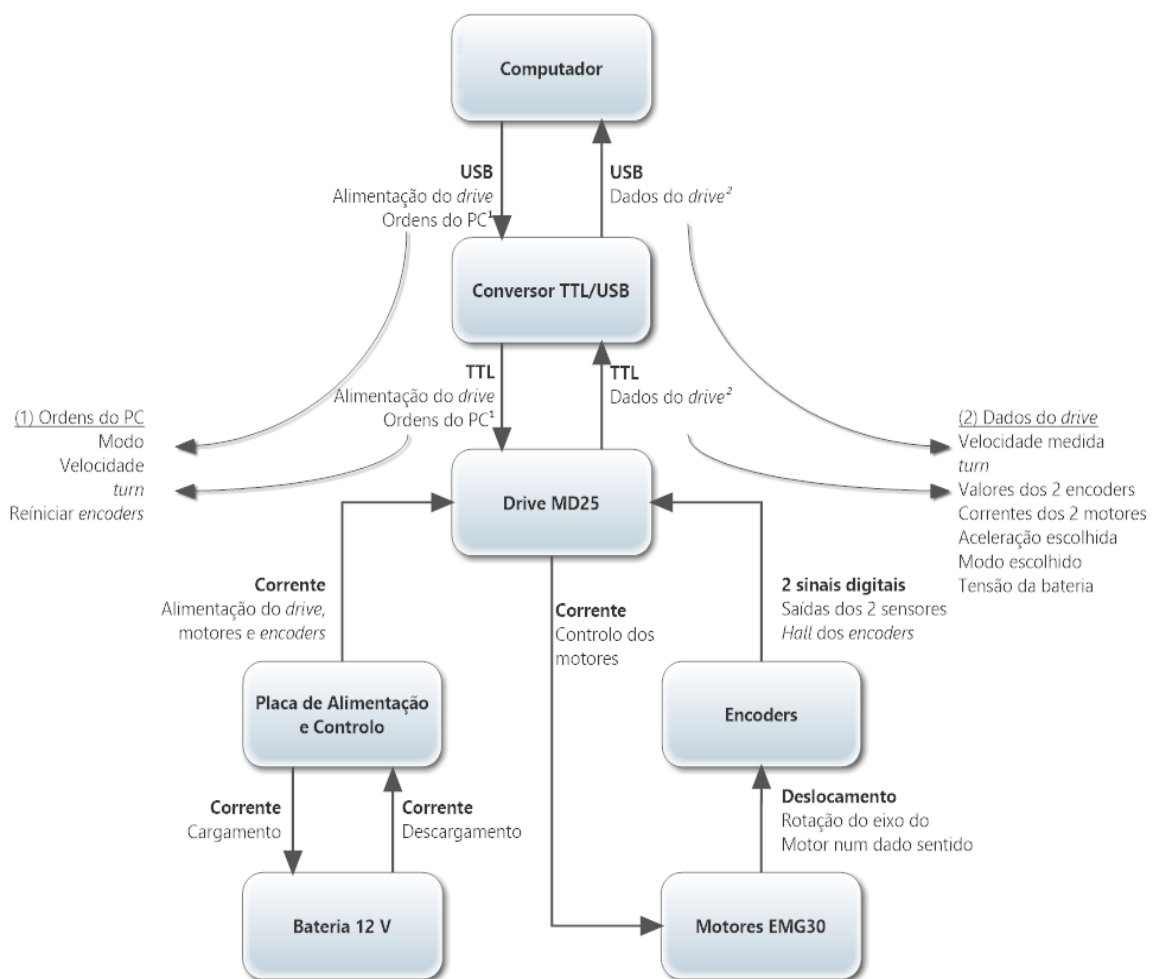 Computador
USB
Alimentação do drive
Ordens do PC¹
USB
Dados do drive²
Conversor TTL/USB
TTL
Alimentação do drive
Ordens do PC¹
TTL
Dados do drive²
(1) Ordens do PC
Modo
Velocidade
turn
Reíniciar encoders
(2) Dados do drive
Velocidade medida
turn
Valores dos 2 encoders
Correntes dos 2 motores
Aceleração escolhida
Modo escolhido
Tensão da bateria
Drive MD25
Corrente
Alimentação do drive,
motores e encoders
Corrente
Controlo dos
motores
2 sinais digitais
Saídas dos 2 sensores
Hall dos encoders
Placa de Alimentação
e Controlo
Encoders
Corrente
Cargamento
Corrente
Descargamento
Deslocamento
Rotação do eixo do
Motor num dado sentido
Bateria 12 V
Motores EMG30